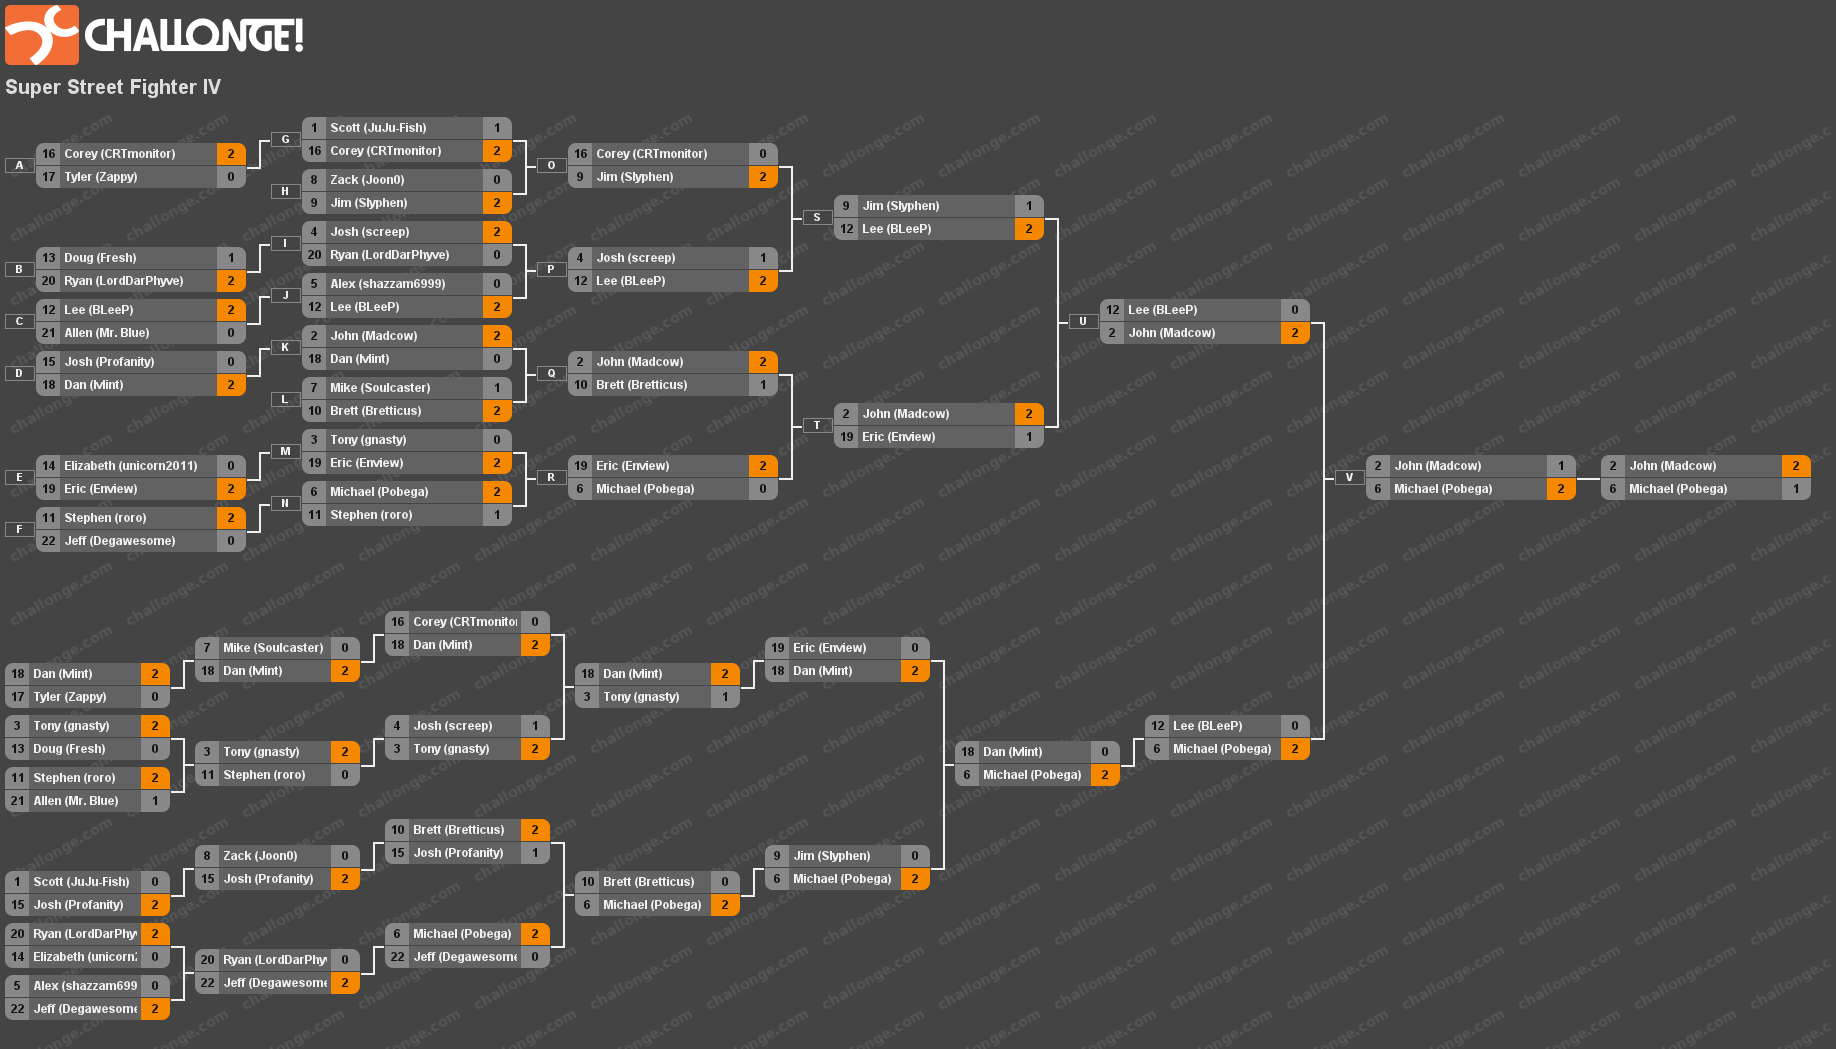 CHALLONGE!
Super Street Fighter IV
A
16 Corey (CRTmonitor) 2
17 Tyler (Zappy) 0
B
13 Doug (Fresh) 1
20 Ryan (LordDarPhyve) 2
C
12 Lee (BLeeP) 2
21 Allen (Mr. Blue) 0
D
15 Josh (Profanity) 0
18 Dan (Mint) 2
E
14 Elizabeth (unicorn2011) 0
19 Eric (Enview) 2
F
11 Stephen (roro) 2
22 Jeff (Degawesome) 0
G
1 Scott (JuJu-Fish) 1
16 Corey (CRTmonitor) 2
H
8 Zack (Joon0) 0
9 Jim (Slyphen) 2
I
4 Josh (screep) 2
20 Ryan (LordDarPhyve) 0
J
5 Alex (shazzam6999) 0
12 Lee (BLeeP) 2
K
2 John (Madcow) 2
18 Dan (Mint) 0
L
7 Mike (Soulcaster) 1
10 Brett (Bretticus) 2
M
3 Tony (gnasty) 0
19 Eric (Enview) 2
N
6 Michael (Pobega) 2
11 Stephen (roro) 1
O
16 Corey (CRTmonitor) 0
9 Jim (Slyphen) 2
P
4 Josh (screep) 1
12 Lee (BLeeP) 2
Q
2 John (Madcow) 2
10 Brett (Bretticus) 1
R
19 Eric (Enview) 2
6 Michael (Pobega) 0
S
9 Jim (Slyphen) 1
12 Lee (BLeeP) 2
T
2 John (Madcow) 2
19 Eric (Enview) 1
U
12 Lee (BLeeP) 0
2 John (Madcow) 2
V
2 John (Madcow) 1
6 Michael (Pobega) 2
2 John (Madcow) 2
6 Michael (Pobega) 1
18 Dan (Mint) 2
17 Tyler (Zappy) 0
3 Tony (gnasty) 2
13 Doug (Fresh) 0
11 Stephen (roro) 2
21 Allen (Mr. Blue) 1
1 Scott (JuJu-Fish) 0
15 Josh (Profanity) 2
20 Ryan (LordDarPhy 2
14 Elizabeth (unicorn 0
5 Alex (shazzam699 0
22 Jeff (Degawesome 2
7 Mike (Soulcaster) 0
18 Dan (Mint) 2
3 Tony (gnasty) 2
11 Stephen (roro) 0
8 Zack (Joon0) 0
15 Josh (Profanity) 2
20 Ryan (LordDarPhy 0
22 Jeff (Degawesome 2
16 Corey (CRTmonito 0
18 Dan (Mint) 2
4 Josh (screep) 1
3 Tony (gnasty) 2
10 Brett (Bretticus) 2
15 Josh (Profanity) 1
6 Michael (Pobega) 2
22 Jeff (Degawesome 0
18 Dan (Mint) 2
3 Tony (gnasty) 1
10 Brett (Bretticus) 0
6 Michael (Pobega) 2
19 Eric (Enview) 0
18 Dan (Mint) 2
9 Jim (Slyphen) 0
6 Michael (Pobega) 2
18 Dan (Mint) 0
6 Michael (Pobega) 2
12 Lee (BLeeP) 0
6 Michael (Pobega) 2
challonge.com